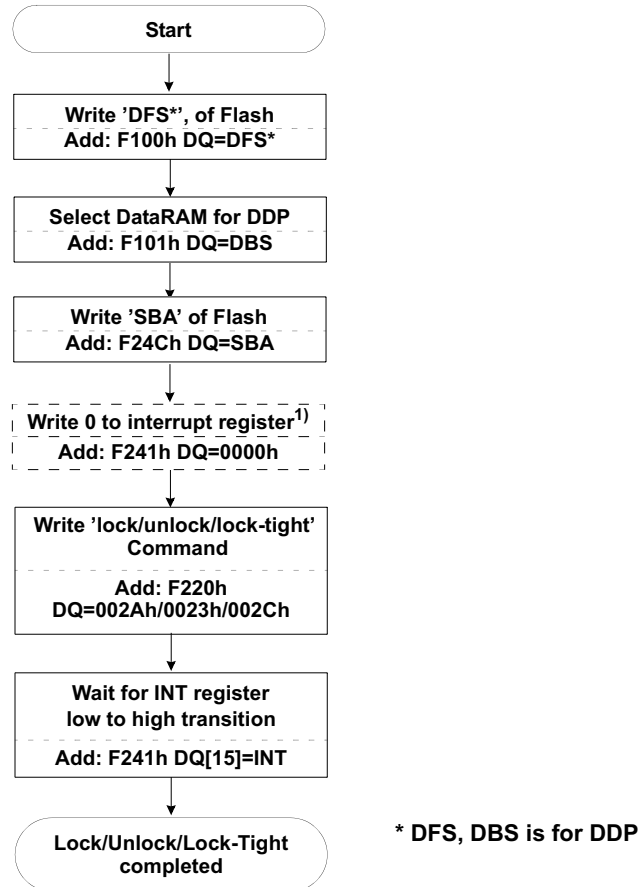 Start
Write ’DFS*’, of Flash
Add: F100h DQ=DFS*
Select DataRAM for DDP
Add: F101h DQ=DBS
Write ’SBA’ of Flash
Add: F24Ch DQ=SBA
Write 0 to interrupt register1)
Add: F241h DQ=0000h
Write ’lock/unlock/lock-tight’
Command
Add: F220h
DQ=002Ah/0023h/002Ch
Wait for INT register
low to high transition
Add: F241h DQ[15]=INT
Lock/Unlock/Lock-Tight
completed
* DFS, DBS is for DDP